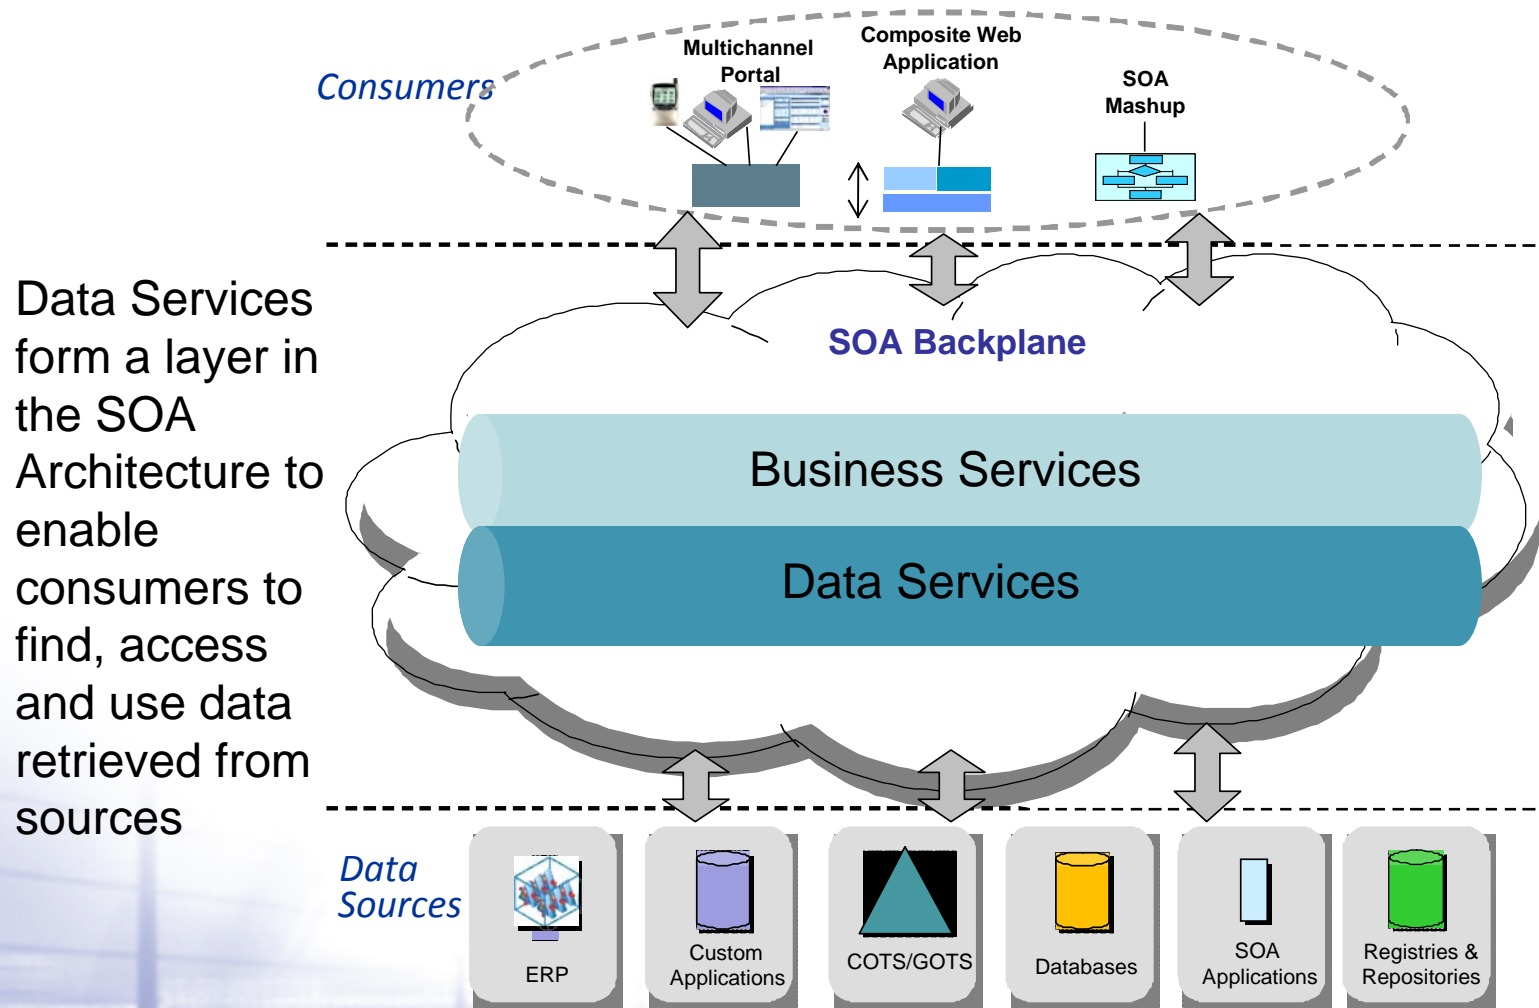 Consumers
Multichannel
Portal
Composite Web
Application
SOA
Mashup
Data Services
form a layer in
the SOA
Architecture to
enable
consumers to
find, access
and use data
retrieved from
sources
SOA Backplane
Business Services
Data Services
Data
Sources
ERP
Custom
Applications
COTS/GOTS
Databases
SOA
Applications
Registries &
Repositories